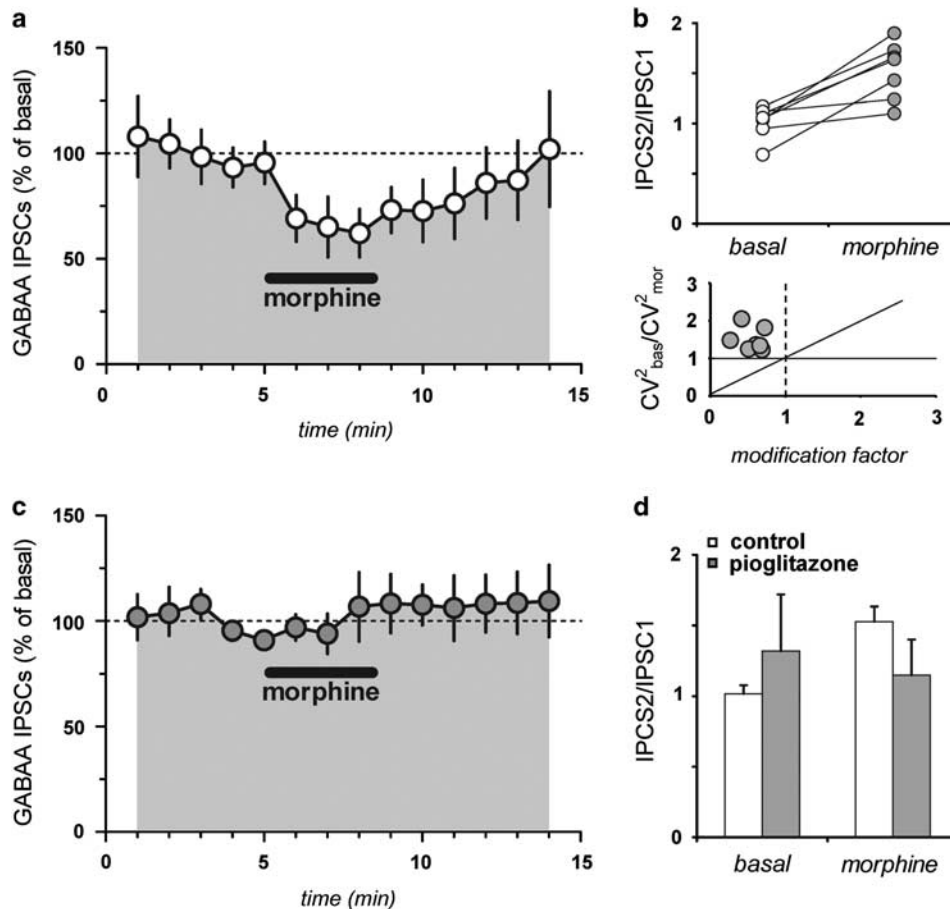 a
GABAA IPSCs (% of basal)
150
100
50
0
morphine
0 5 10 15
time (min)
b
IPCS2/IPSC1
2
1
0
basal morphine
CV²bas/CV²mor
3
2
1
0
0 1 2 3
modification factor
c
GABAA IPSCs (% of basal)
150
100
50
0
morphine
0 5 10 15
time (min)
d
IPCS2/IPSC1
control
pioglitazone
2
1
0
basal morphine